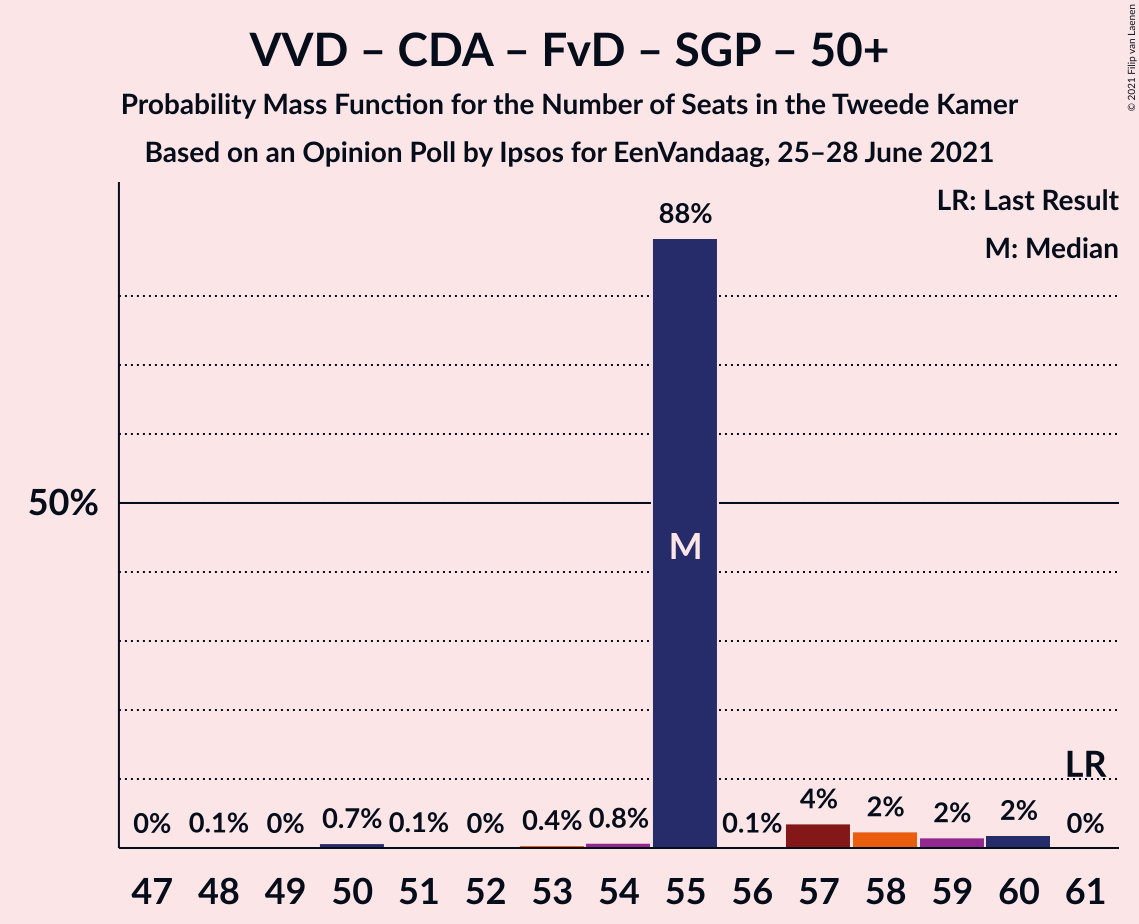 VVD – CDA – FvD – SGP – 50+
Probability Mass Function for the Number of Seats in the Tweede Kamer
Based on an Opinion Poll by Ipsos for EenVandaag, 25–28 June 2021
© 2021 Filip van Laenen
LR: Last Result
M: Median
88%
50%
M
LR
0% 0.1% 0% 0.7% 0.1% 0% 0.4% 0.8% 0.1% 4% 2% 2% 2% 0%
47 48 49 50 51 52 53 54 55 56 57 58 59 60 61